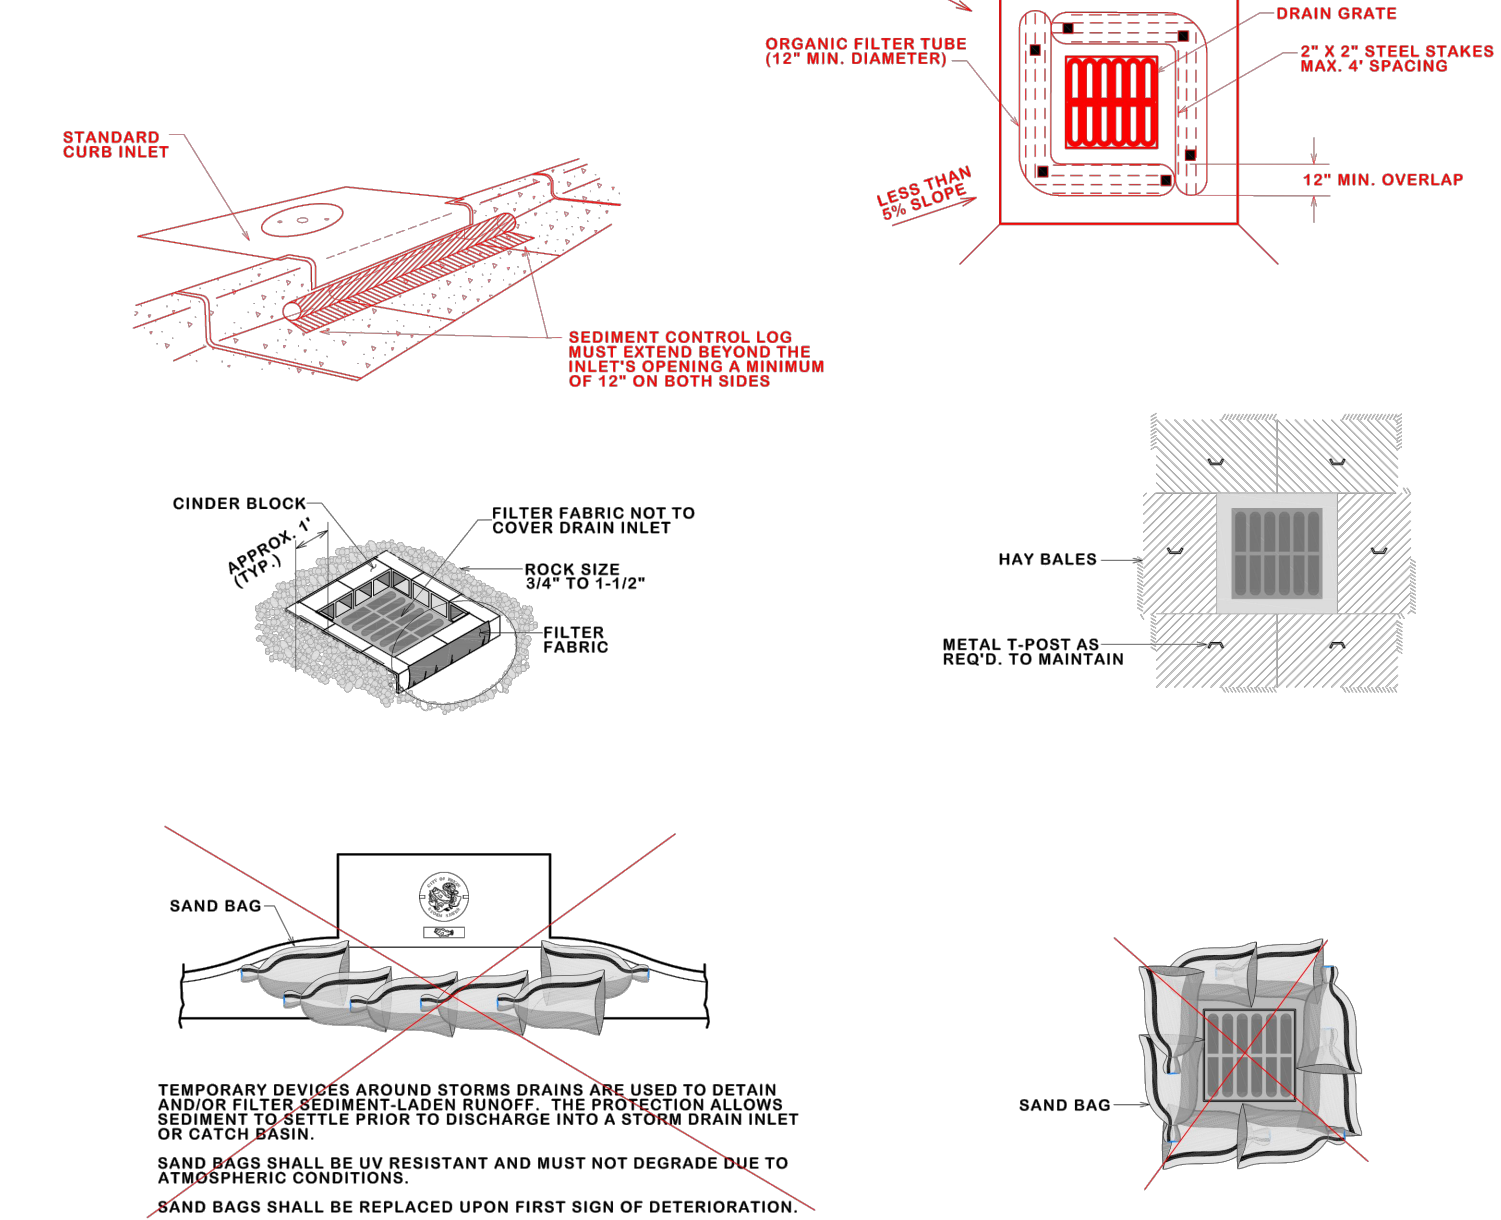 DRAIN GRATE
ORGANIC FILTER TUBE
(12" MIN. DIAMETER)
2" X 2" STEEL STAKES
MAX. 4' SPACING
STANDARD
CURB INLET
LESS THAN
5% SLOPE
12" MIN. OVERLAP
SEDIMENT CONTROL LOG
MUST EXTEND BEYOND THE
INLET'S OPENING A MINIMUM
OF 12" ON BOTH SIDES
CINDER BLOCK
APPROX. 1'
(TYP.)
FILTER FABRIC NOT TO
COVER DRAIN INLET
ROCK SIZE
3/4" TO 1-1/2"
FILTER
FABRIC
HAY BALES
METAL T-POST AS
REQ'D. TO MAINTAIN
SAND BAG
TEMPORARY DEVICES AROUND STORMS DRAINS ARE USED TO DETAIN
AND/OR FILTER SEDIMENT-LADEN RUNOFF. THE PROTECTION ALLOWS
SEDIMENT TO SETTLE PRIOR TO DISCHARGE INTO A STORM DRAIN INLET
OR CATCH BASIN.
SAND BAGS SHALL BE UV RESISTANT AND MUST NOT DEGRADE DUE TO
ATMOSPHERIC CONDITIONS.
SAND BAGS SHALL BE REPLACED UPON FIRST SIGN OF DETERIORATION.
SAND BAG